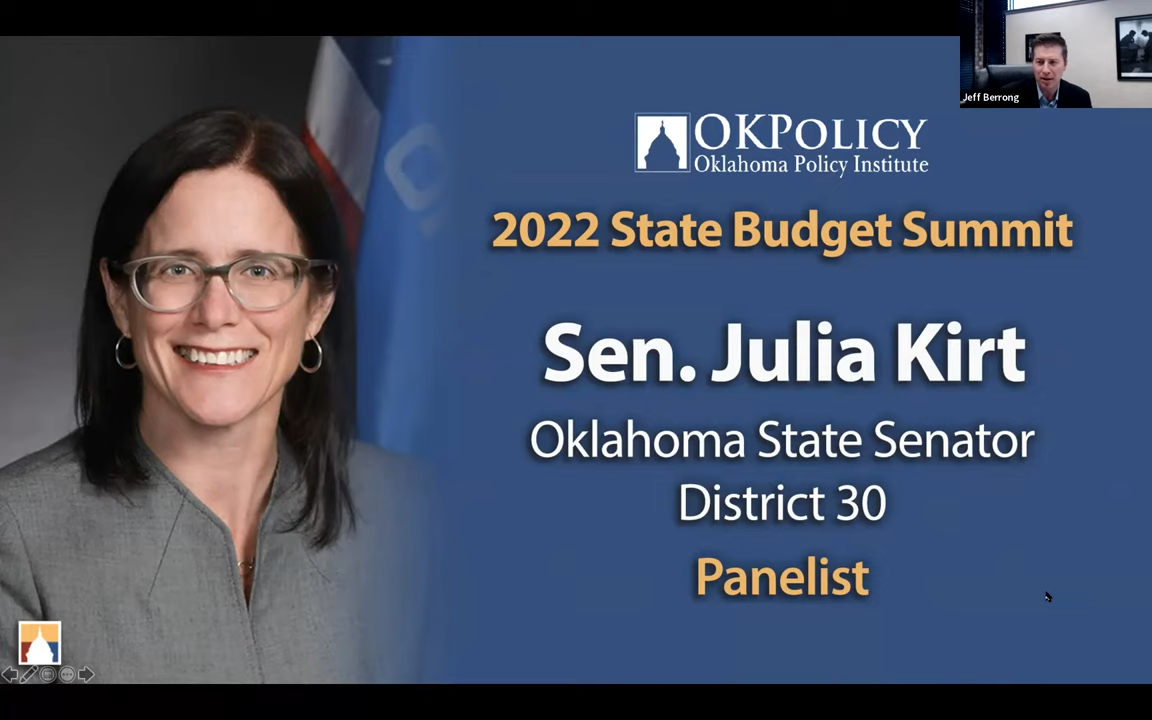 Jeff Berrong
OKPOLICY
Oklahoma Policy Institute
2022 State Budget Summit
Sen. Julia Kirt
Oklahoma State Senator
District 30
Panelist